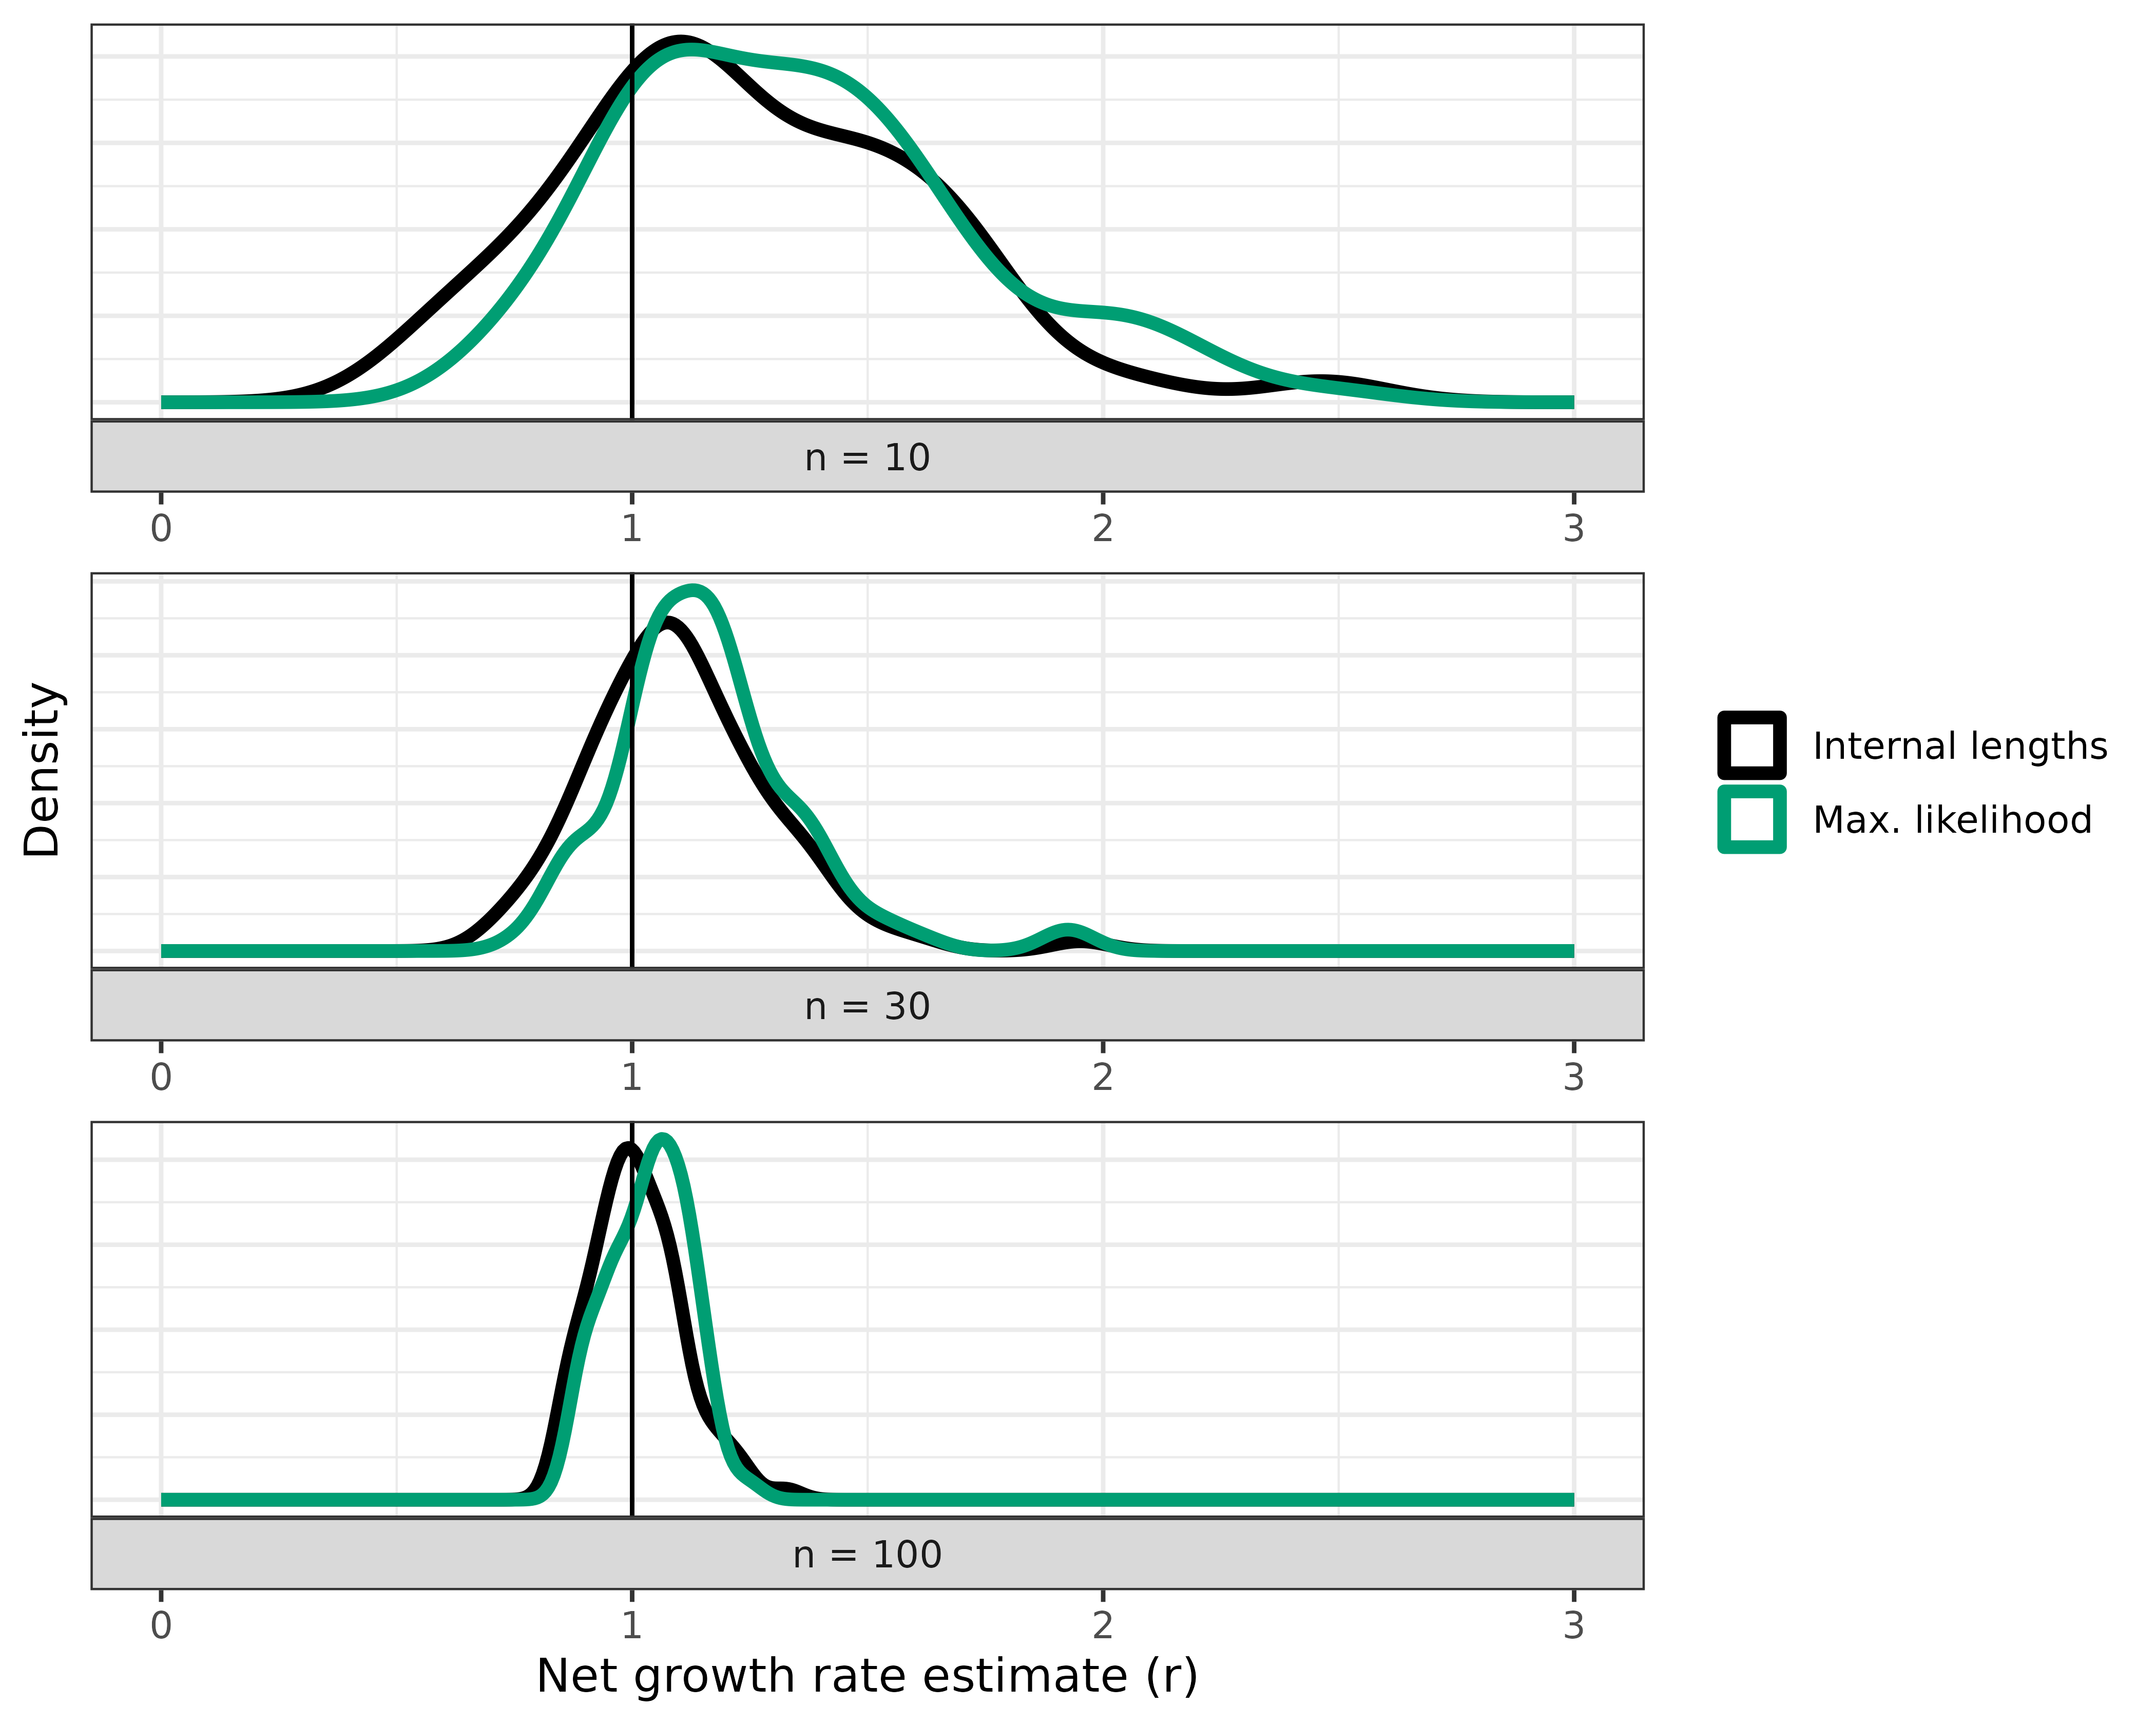 n = 10
0 1 2 3
Density
n = 30
0 1 2 3
Internal lengths
Max. likelihood
n = 100
0 1 2 3
Net growth rate estimate (r)